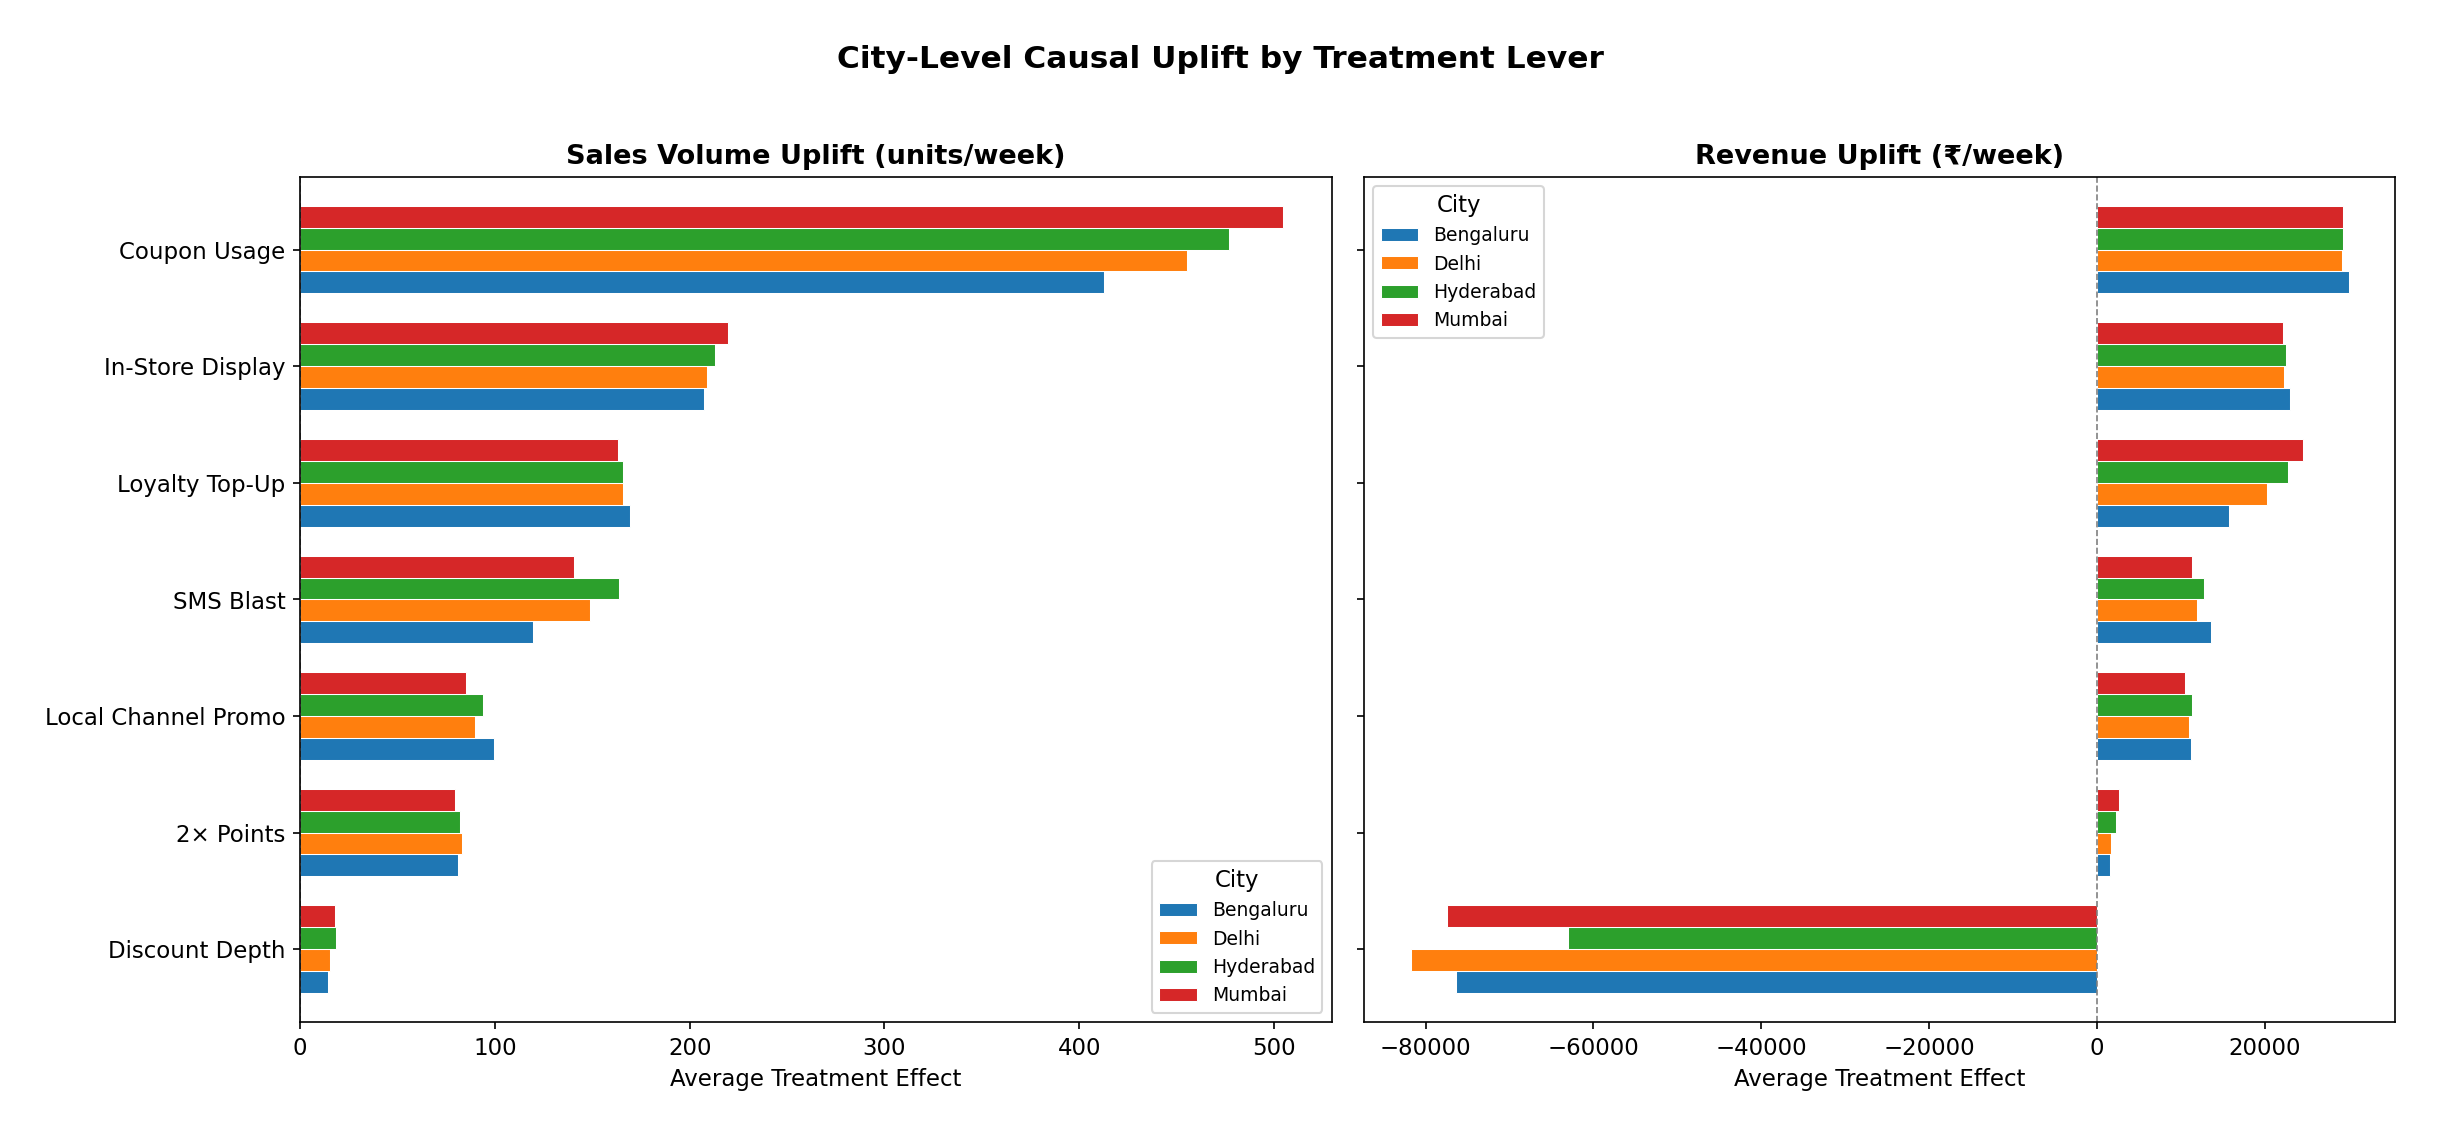 City-Level Causal Uplift by Treatment Lever
Sales Volume Uplift (units/week)
Coupon Usage
In-Store Display
Loyalty Top-Up
SMS Blast
Local Channel Promo
2× Points
Discount Depth
City
Bengaluru
Delhi
Hyderabad
Mumbai
0 100 200 300 400 500
Average Treatment Effect
Revenue Uplift (₹/week)
City
Bengaluru
Delhi
Hyderabad
Mumbai
−80000 −60000 −40000 −20000 0 20000
Average Treatment Effect